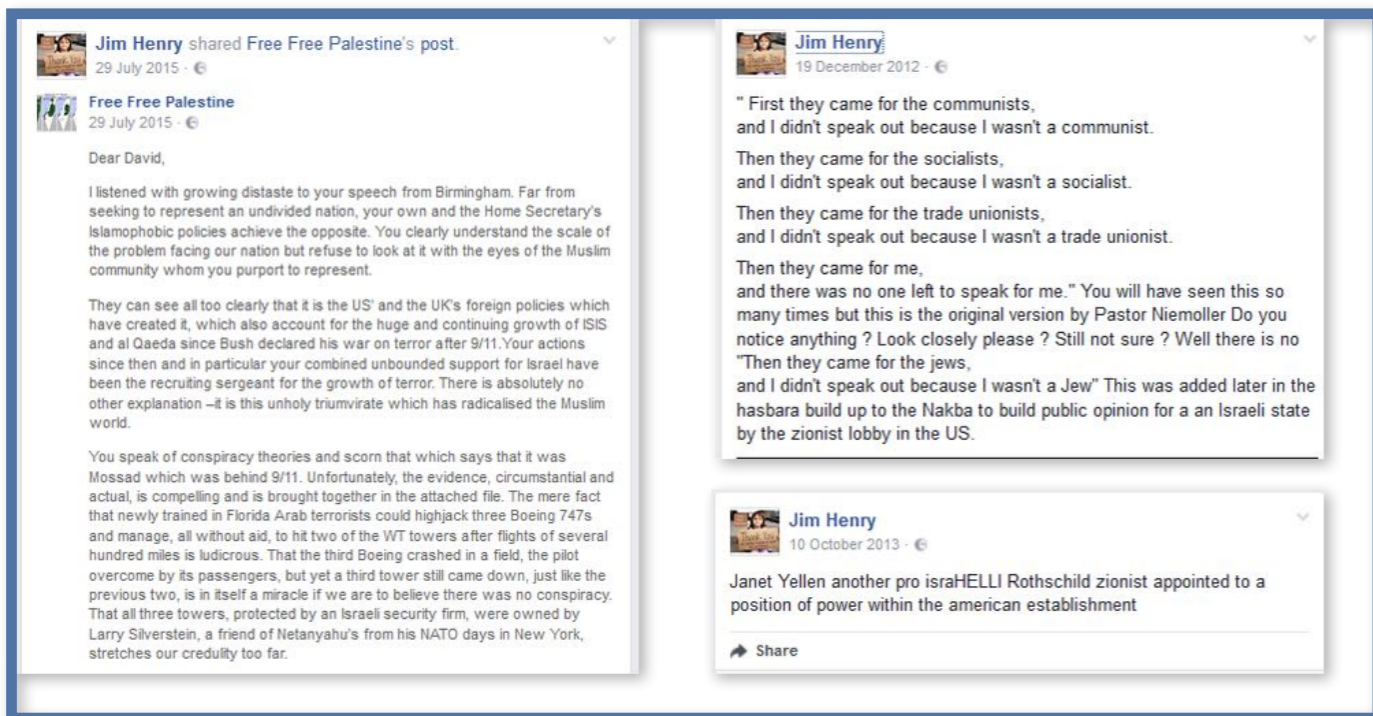 Jim Henry shared Free Free Palestine's post.
29 July 2015 ·
Free Free Palestine
29 July 2015 ·
Dear David,
I listened with growing distaste to your speech from Birmingham. Far from
seeking to represent an undivided nation, your own and the Home Secretary's
Islamophobic policies achieve the opposite. You clearly understand the scale of
the problem facing our nation but refuse to look at it with the eyes of the Muslim
community whom you purport to represent.
They can see all too clearly that it is the US' and the UK's foreign policies which
have created it, which also account for the huge and continuing growth of ISIS
and al Qaeda since Bush declared his war on terror after 9/11.Your actions
since then and in particular your combined unbounded support for Israel have
been the recruiting sergeant for the growth of terror. There is absolutely no
other explanation –it is this unholy triumvirate which has radicalised the Muslim
world.
You speak of conspiracy theories and scorn that which says that it was
Mossad which was behind 9/11. Unfortunately, the evidence, circumstantial and
actual, is compelling and is brought together in the attached file. The mere fact
that newly trained in Florida Arab terrorists could highjack three Boeing 747s
and manage, all without aid, to hit two of the WT towers after flights of several
hundred miles is ludicrous. That the third Boeing crashed in a field, the pilot
overcome by its passengers, but yet a third tower still came down, just like the
previous two, is in itself a miracle if we are to believe there was no conspiracy.
That all three towers, protected by an Israeli security firm, were owned by
Larry Silverstein, a friend of Netanyahu's from his NATO days in New York,
stretches our credulity too far.
Jim Henry
19 December 2012 ·
" First they came for the communists,
and I didn't speak out because I wasn't a communist.
Then they came for the socialists,
and I didn't speak out because I wasn't a socialist.
Then they came for the trade unionists,
and I didn't speak out because I wasn't a trade unionist.
Then they came for me,
and there was no one left to speak for me." You will have seen this so
many times but this is the original version by Pastor Niemoller Do you
notice anything ? Look closely please ? Still not sure ? Well there is no
"Then they came for the jews,
and I didn't speak out because I wasn't a Jew" This was added later in the
hasbara build up to the Nakba to build public opinion for a an Israeli state
by the zionist lobby in the US.
Jim Henry
10 October 2013 ·
Janet Yellen another pro israHELLI Rothschild zionist appointed to a
position of power within the american establishment
Share